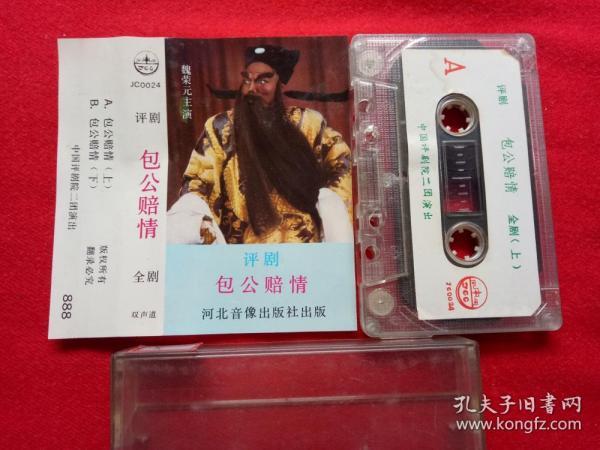 JC0024
评剧
包公赔情
全剧
双声道
A、包公赔情（上）
B、包公赔情（下）
中国评剧院二团演出
版权所有
翻录必究
888
魏荣元主演
评剧
包公赔情
河北音像出版社出版
A
评剧
包公赔情 全剧（上）
中国评剧院二团演出
JC0024
孔夫子旧书网
www.kongfz.com